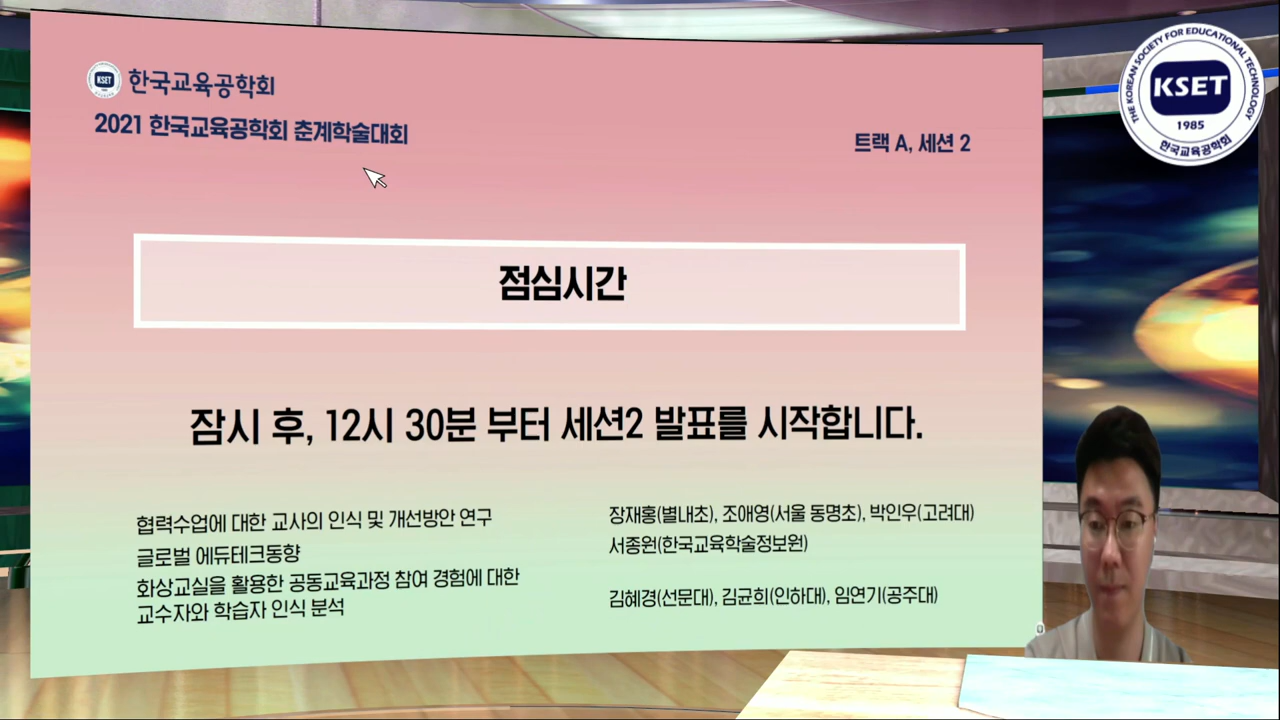 KSET 한국교육공학회
2021 한국교육공학회 춘계학술대회
트랙 A, 세션 2
THE KOREAN SOCIETY FOR EDUCATIONAL TECHNOLOGY
KSET
1985
한국교육공학회
점심시간
잠시 후, 12시 30분 부터 세션2 발표를 시작합니다.
협력수업에 대한 교사의 인식 및 개선방안 연구
장재홍(별내초), 조애영(서울 동명초), 박인우(고려대)
글로벌 에듀테크동향
서종원(한국교육학술정보원)
화상교실을 활용한 공동교육과정 참여 경험에 대한
교수자와 학습자 인식 분석
김혜경(선문대), 김균희(인하대), 임연기(공주대)